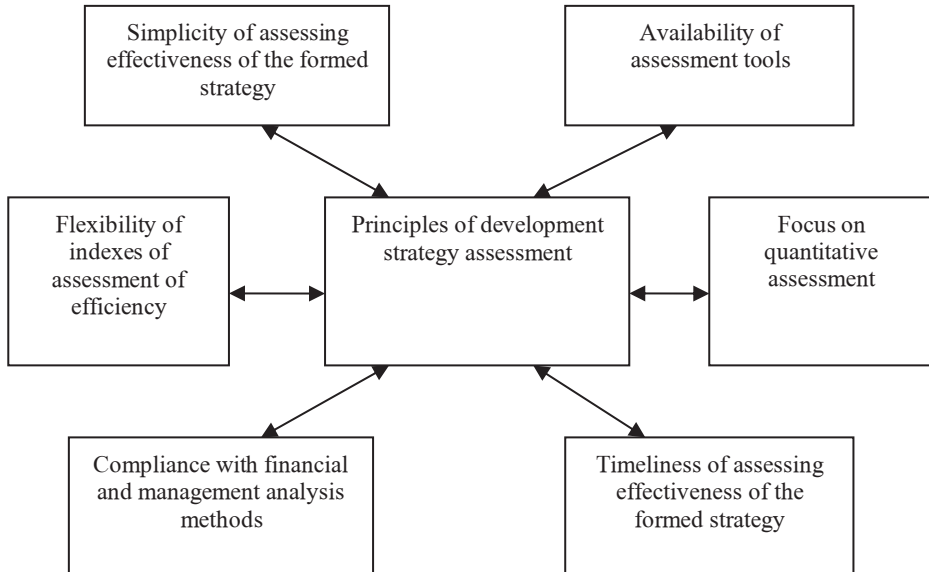 Simplicity of assessing
effectiveness of the formed
strategy
Availability of
assessment tools
Flexibility of
indexes of
assessment of
efficiency
Principles of development
strategy assessment
Focus on
quantitative
assessment
Compliance with financial
and management analysis
methods
Timeliness of assessing
effectiveness of the
formed strategy